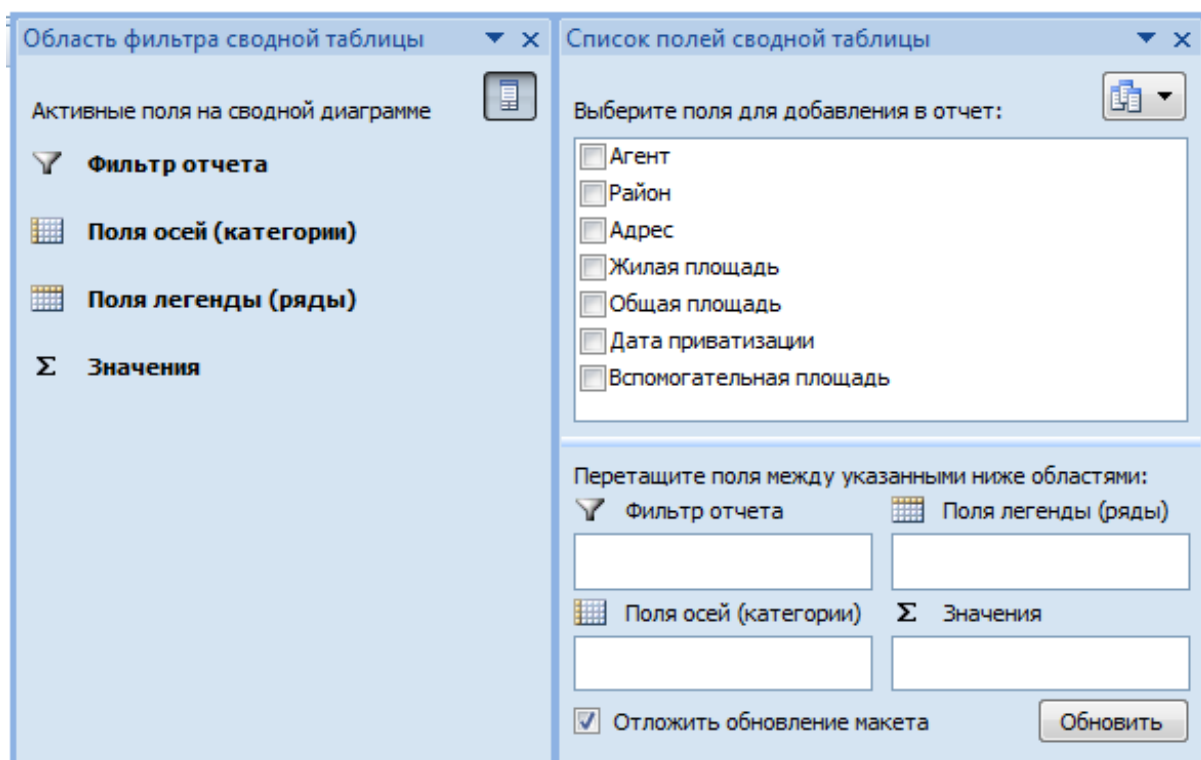 Область фильтра сводной таблицы
Активные поля на сводной диаграмме
Фильтр отчета
Поля осей (категории)
Поля легенды (ряды)
Σ Значения
Список полей сводной таблицы
Выберите поля для добавления в отчет:
Агент
Район
Адрес
Жилая площадь
Общая площадь
Дата приватизации
Вспомогательная площадь
Перетащите поля между указанными ниже областями:
Фильтр отчета
Поля легенды (ряды)
Поля осей (категории)
Σ Значения
Отложить обновление макета
Обновить